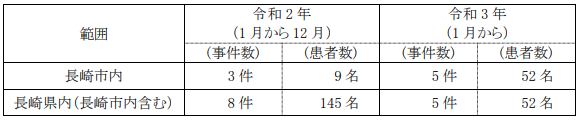 範囲 令和2年 (1月から12月) 令和3年 (1月から)
(事件数) (患者数) (事件数) (患者数)
長崎市内 3件 9名 5件 52名
長崎県内(長崎市内含む) 8件 145名 5件 52名